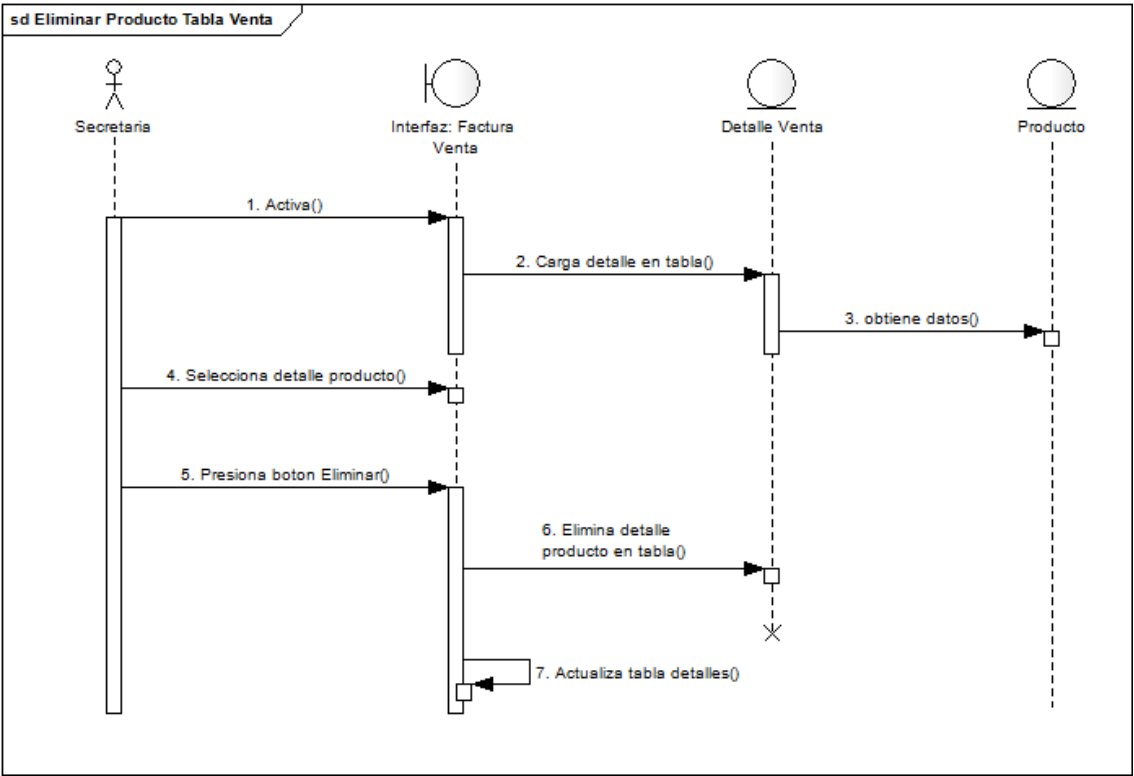 sd Eliminar Producto Tabla Venta
Secretaria
Interfaz: Factura
Venta
Detalle Venta
Producto
1. Activa()
2. Carga detalle en tabla()
3. obtiene datos()
4. Selecciona detalle producto()
5. Presiona boton Eliminar()
6. Elimina detalle
producto en tabla()
7. Actualiza tabla detalles()